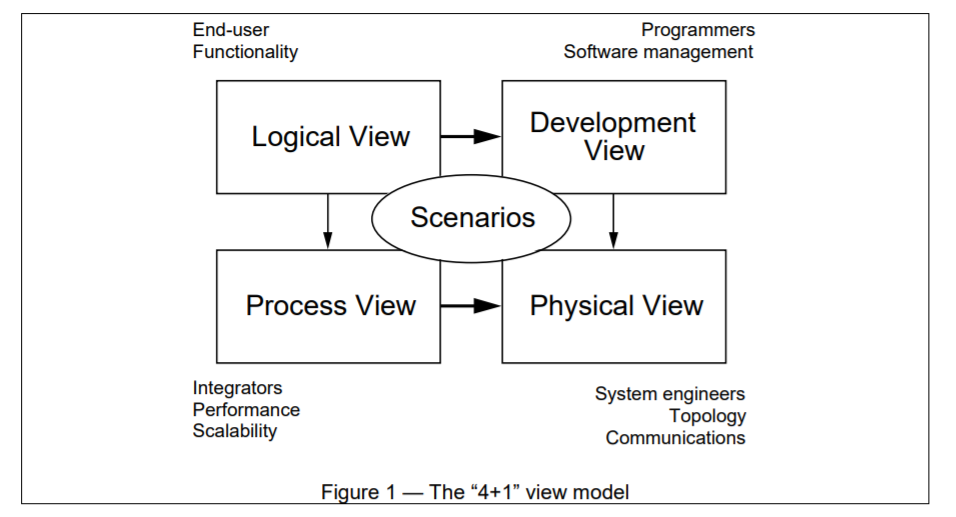 End-user
Functionality
Programmers
Software management
Logical View
Development
View
Scenarios
Process View
Physical View
Integrators
Performance
Scalability
System engineers
Topology
Communications
Figure 1 — The “4+1” view model